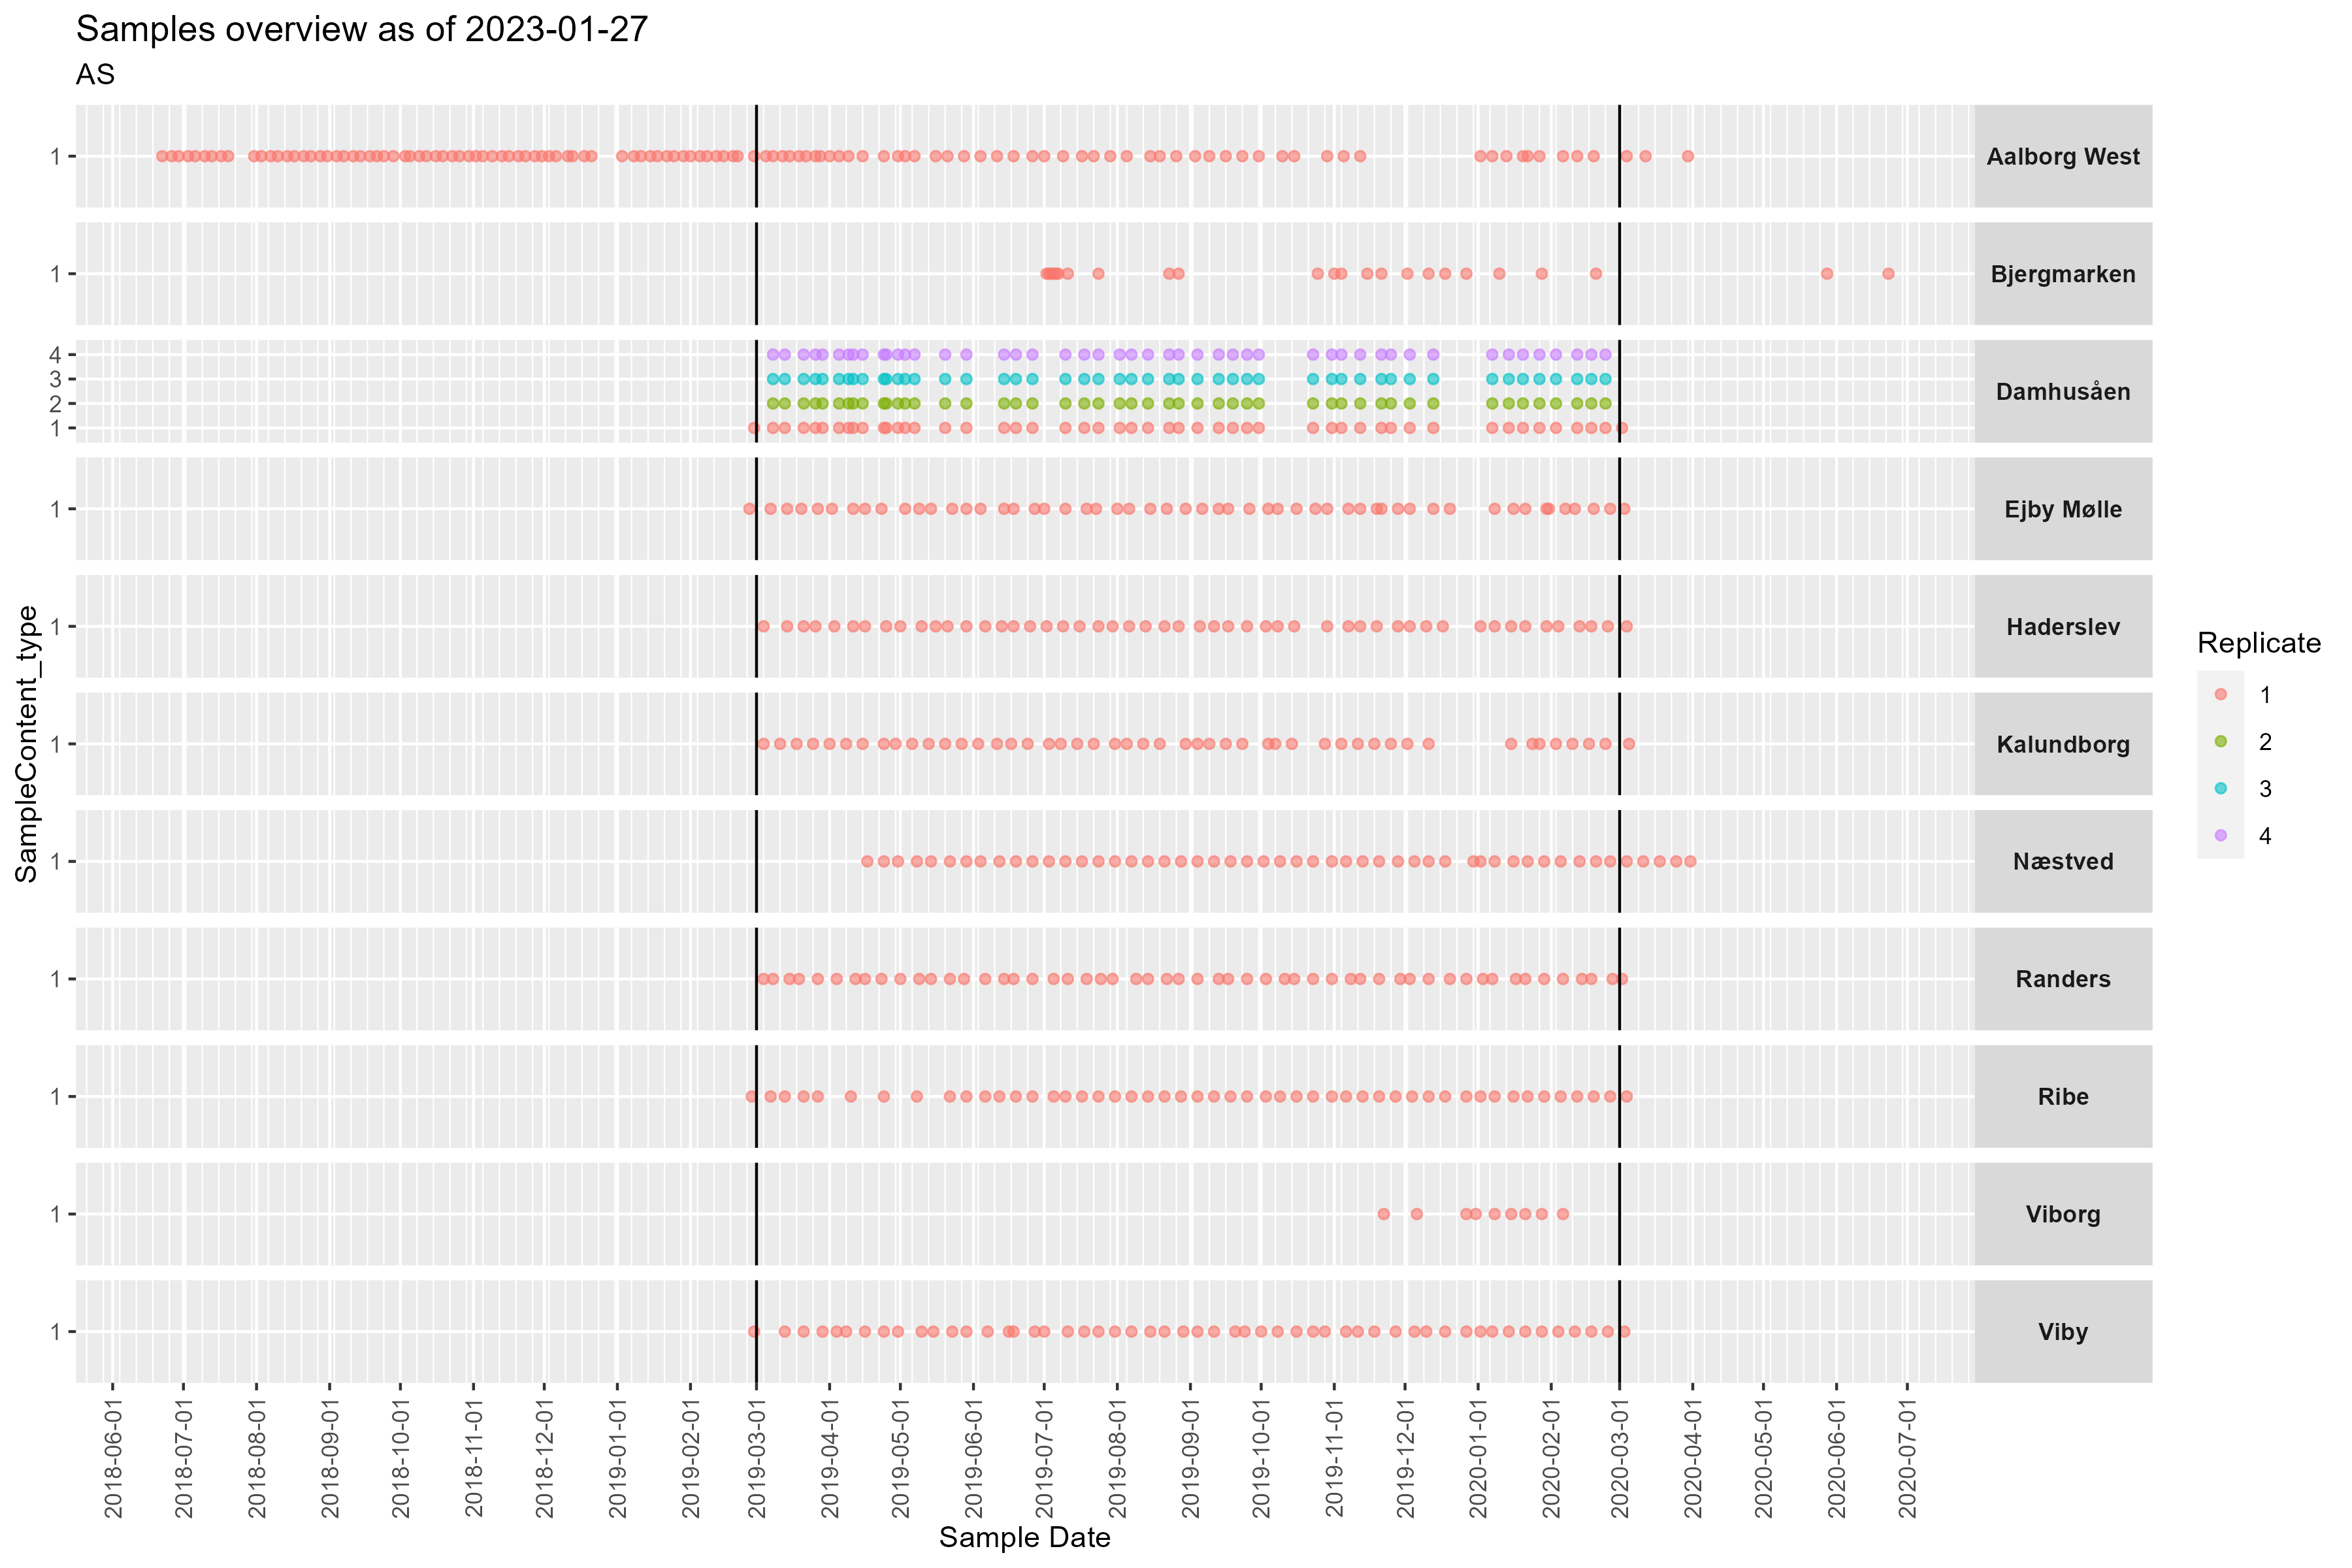 Samples overview as of 2023-01-27
AS
1
Aalborg West
1
Bjergmarken
4
3
2
1
Damhusåen
1
Ejby Mølle
1
Haderslev
1
Kalundborg
1
Næstved
1
Randers
1
Ribe
1
Viborg
1
Viby
SampleContent_type
2018-06-01
2018-07-01
2018-08-01
2018-09-01
2018-10-01
2018-11-01
2018-12-01
2019-01-01
2019-02-01
2019-03-01
2019-04-01
2019-05-01
2019-06-01
2019-07-01
2019-08-01
2019-09-01
2019-10-01
2019-11-01
2019-12-01
2020-01-01
2020-02-01
2020-03-01
2020-04-01
2020-05-01
2020-06-01
2020-07-01
Sample Date
Replicate
1
2
3
4